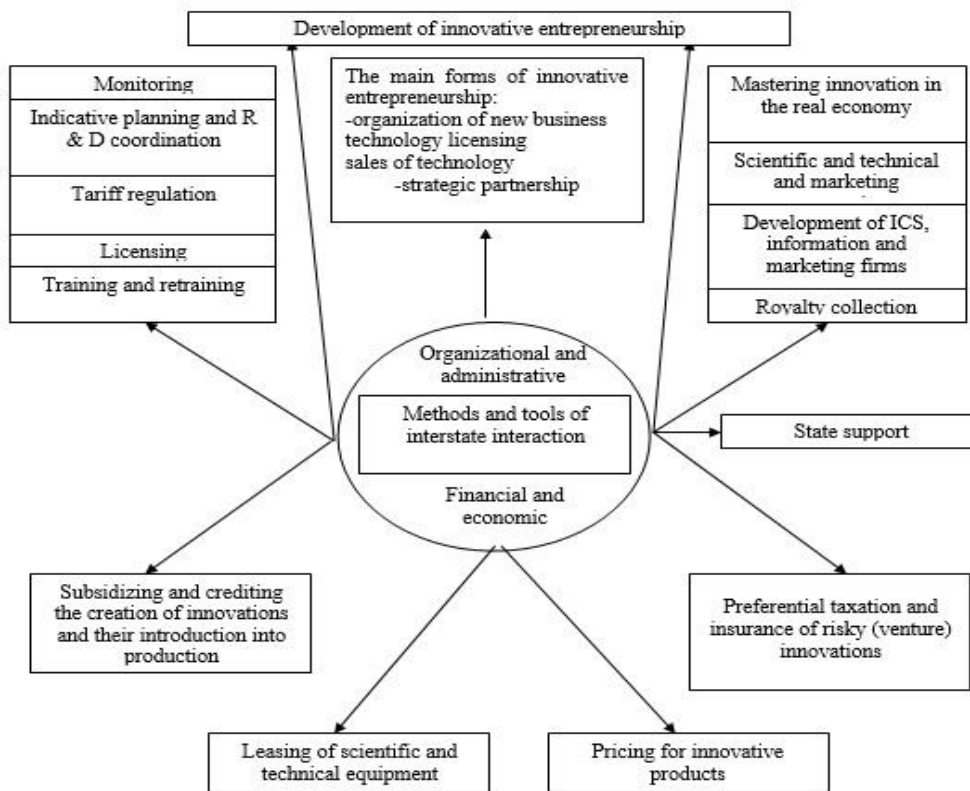 Development of innovative entrepreneurship
Monitoring
Indicative planning and R
& D coordination
Tariff regulation
Licensing
Training and retraining
The main forms of innovative
entrepreneurship:
-organization of new business
technology licensing
sales of technology
-strategic partnership
Mastering innovation in
the real economy
Scientific and technical
and marketing
Development of ICS,
information and
marketing firms
Royalty collection
Organizational and
administrative
Methods and tools of
interstate interaction
Financial and
economic
State support
Subsidizing and crediting
the creation of innovations
and their introduction into
production
Preferential taxation and
insurance of risky (venture)
innovations
Leasing of scientific and
technical equipment
Pricing for innovative
products